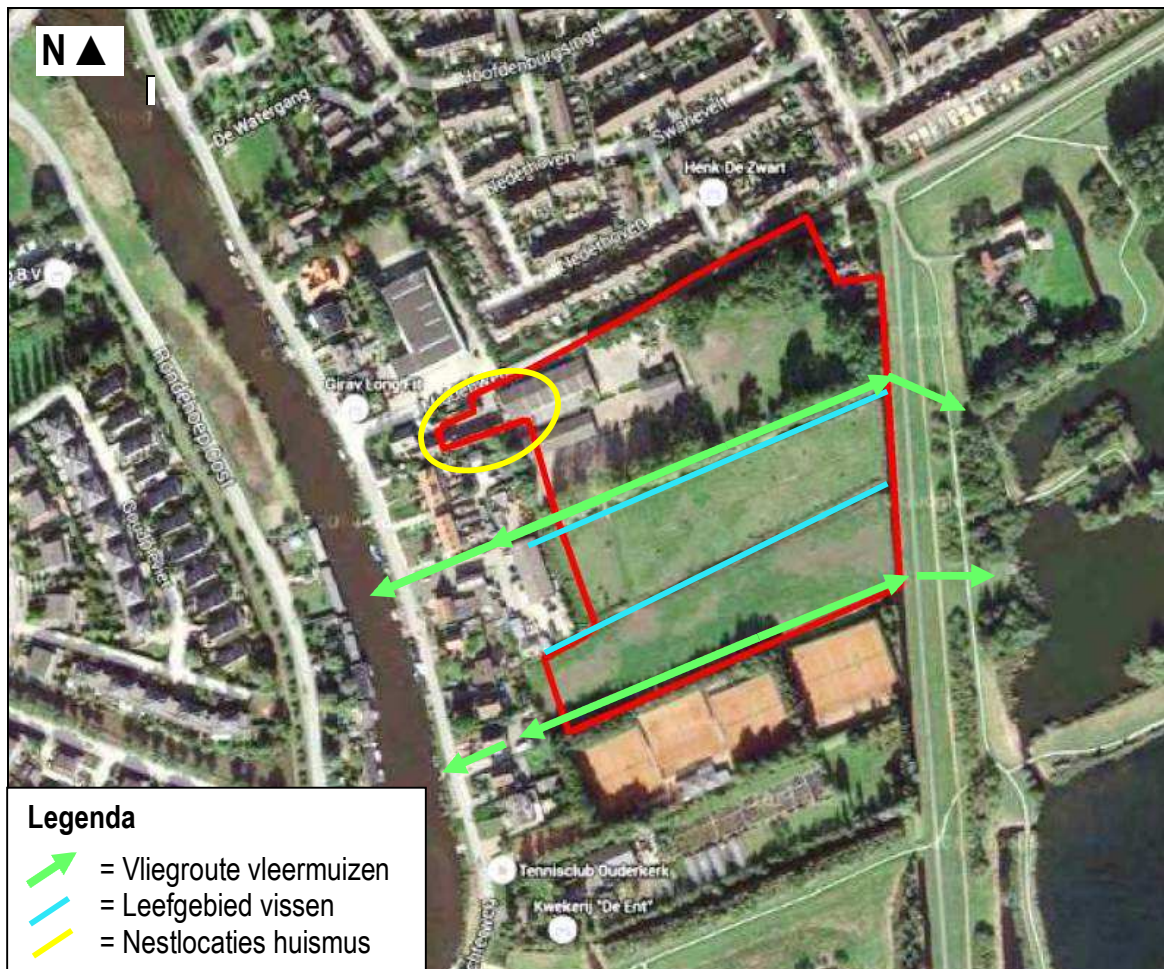 N ▲
Hoofdenburgsingel
De Watergang
Swanevelt
Nederhoven
Henk De Zwart
Nederhoven
B V
Rondehoep Oost
Girav Long Fit
Tennisclub Ouderkerk
Kwekerij "De Ent"
Legenda
= Vliegroute vleermuizen
= Leefgebied vissen
= Nestlocaties huismus